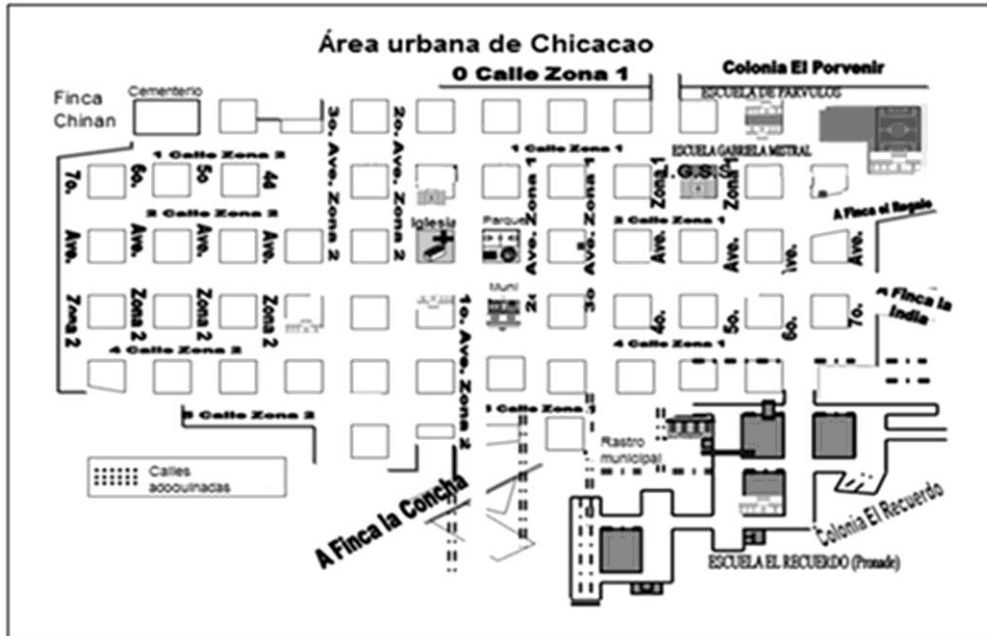 Área urbana de Chicacao
0 Calle Zona 1
Colonia El Porvenir
Finca
Chinan
Cementerio
ESCUELA DE PARVULOS
3o. Ave. Zona 2
2o. Ave. Zona 2
1 Calle Zona 2
1 Calle Zona 1
ESCUELA GABRIELA MISTRAL
I.G.S.S.
7o. Ave. Zona 2
6o. Ave. Zona 2
5o Ave. Zona 2
4a Ave. Zona 2
2 Calle Zona 2
2 Calle Zona 1
Iglesia
Parque
Muni
A Finca el Regalo
A Finca la
India
Zona 1
Zona 1
2o Ave. Zona 1
3o Ave. Zona 1
4o. Ave.
5o. Ave.
6o. Ave.
7o. Ave.
4 Calle Zona 2
4 Calle Zona 1
1o. Ave. Zona 2
Calle Zona 2
Calle Zona 1
Rastro
municipal
Calles
adoquinadas
A Finca la Concha
Colonia El Recuerdo
ESCUELA EL RECUERDO (Pronade)